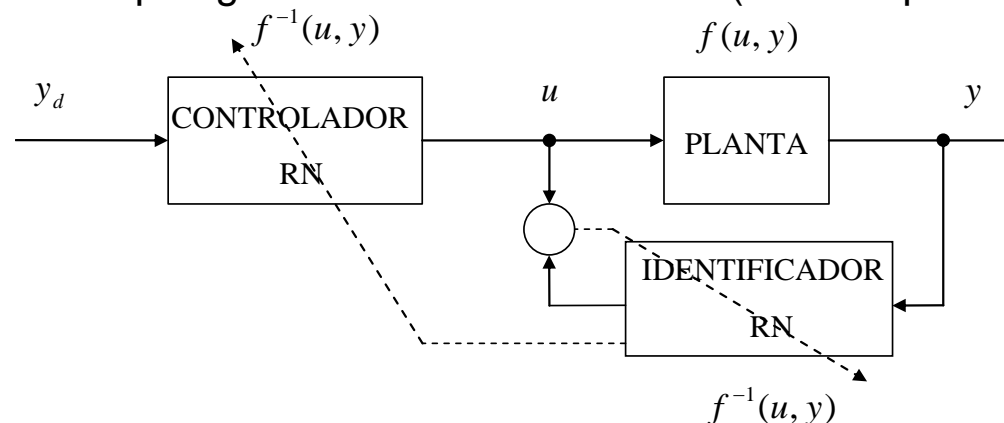 f⁻¹(u, y)
f(u, y)
y_d
u
y
CONTROLADOR
RN
PLANTA
IDENTIFICADOR
RN
f⁻¹(u, y)